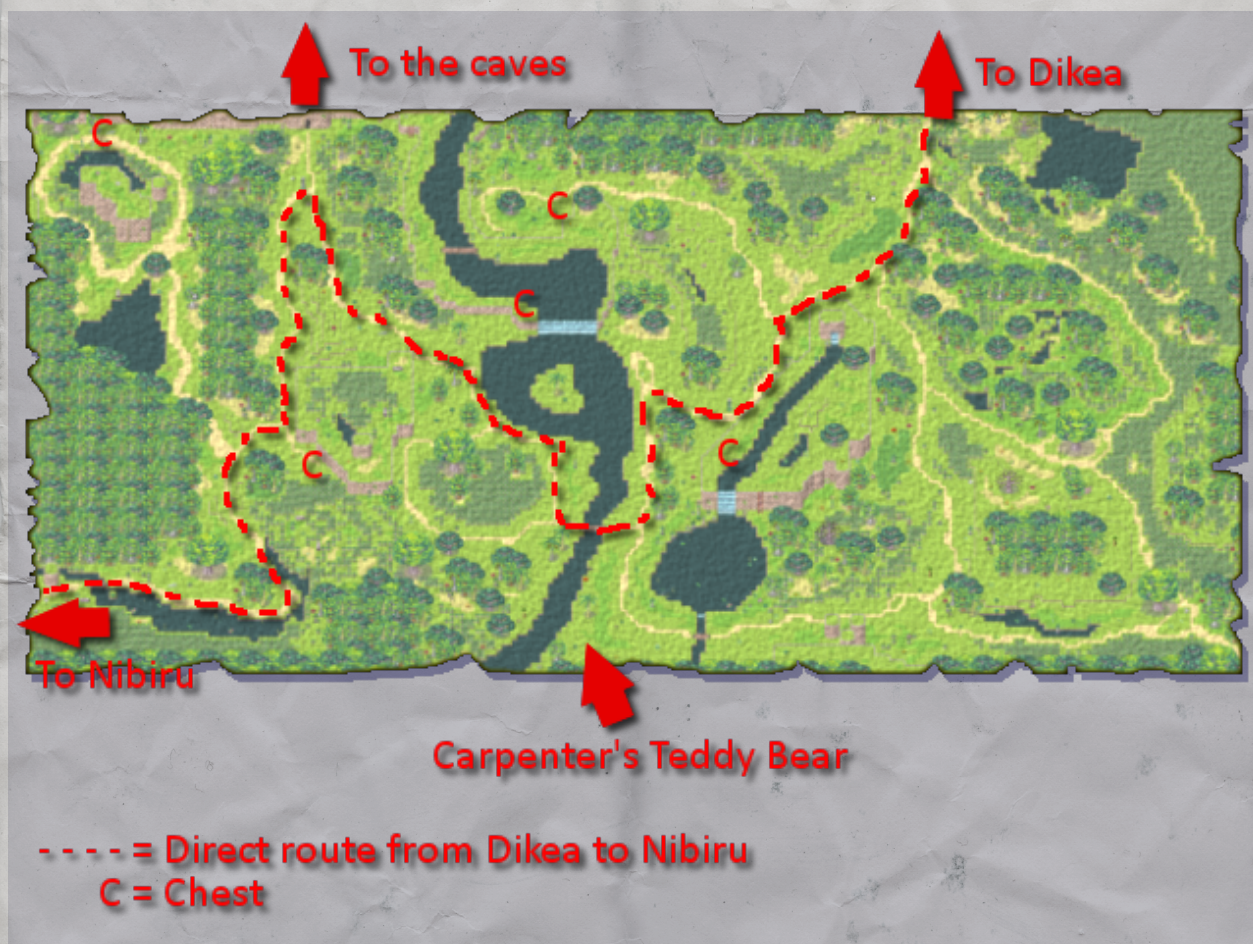 To the caves
To Dikea
C
C
C
C
C
To Nibiru
Carpenter's Teddy Bear
- - - - = Direct route from Dikea to Nibiru
C = Chest